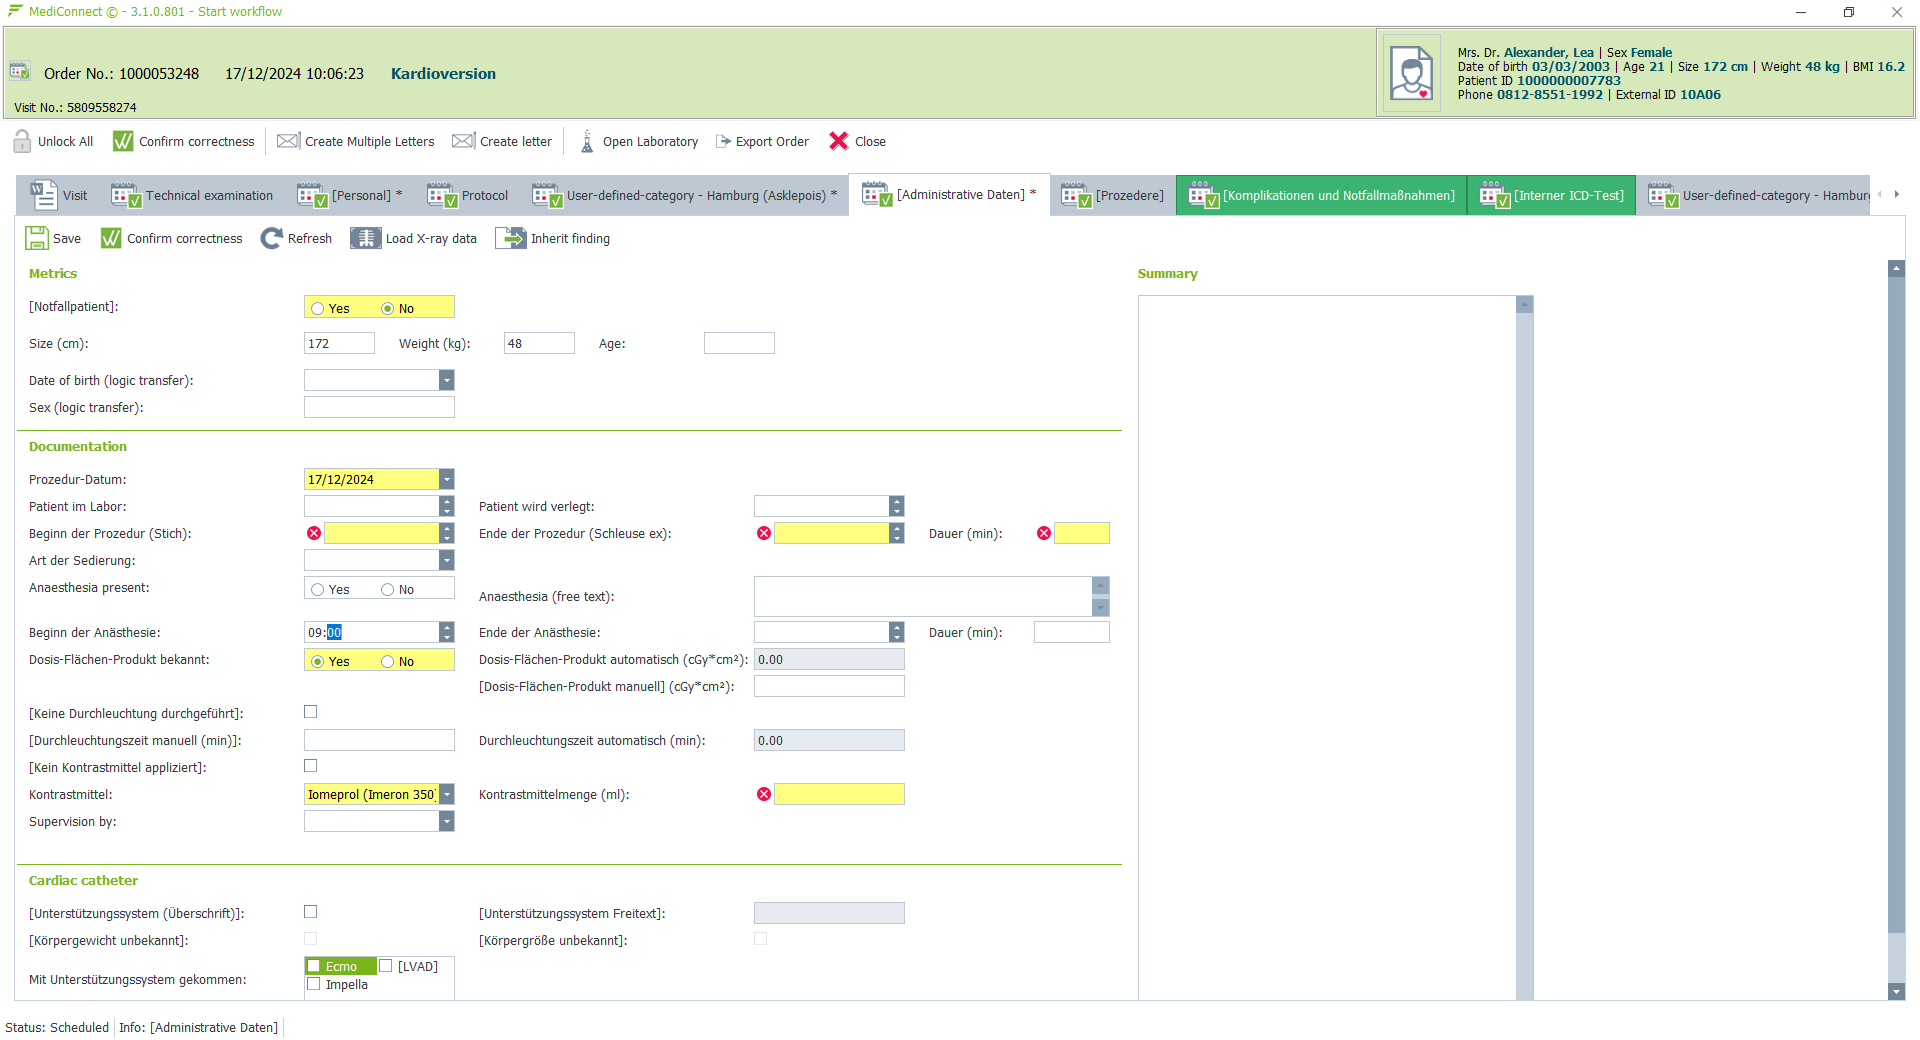 MediConnect © - 3.1.0.801 - Start workflow
Order No.: 1000053248 17/12/2024 10:06:23 Kardioversion
Visit No.: 5809558274
Mrs. Dr. Alexander, Lea | Sex Female
Date of birth 03/03/2003 | Age 21 | Size 172 cm | Weight 48 kg | BMI 16.2
Patient ID 1000000007783
Phone 0812-8551-1992 | External ID 10A06
Unlock All Confirm correctness Create Multiple Letters Create letter Open Laboratory Export Order Close
Visit Technical examination [Personal] * Protocol User-defined-category - Hamburg (Asklepois) * [Administrative Daten] * [Prozedere] [Komplikationen und Notfallmaßnahmen] [Interner ICD-Test] User-defined-category - Hamburg
Save Confirm correctness Refresh Load X-ray data Inherit finding
Metrics
[Notfallpatient]: Yes No
Size (cm): 172 Weight (kg): 48 Age:
Date of birth (logic transfer):
Sex (logic transfer):
Documentation
Prozedur-Datum: 17/12/2024
Patient im Labor: Patient wird verlegt:
Beginn der Prozedur (Stich): Ende der Prozedur (Schleuse ex): Dauer (min):
Art der Sedierung:
Anaesthesia present: Yes No Anaesthesia (free text):
Beginn der Anästhesie: 09:00 Ende der Anästhesie: Dauer (min):
Dosis-Flächen-Produkt bekannt: Yes No Dosis-Flächen-Produkt automatisch (cGy*cm²): 0.00
[Dosis-Flächen-Produkt manuell] (cGy*cm²):
[Keine Durchleuchtung durchgeführt]:
[Durchleuchtungszeit manuell (min)]: Durchleuchtungszeit automatisch (min): 0.00
[Kein Kontrastmittel appliziert]:
Kontrastmittel: Iomeprol (Imeron 350) Kontrastmittelmenge (ml):
Supervision by:
Cardiac catheter
[Unterstützungssystem (Überschrift)]: [Unterstützungssystem Freitext]:
[Körpergewicht unbekannt]: [Körpergröße unbekannt]:
Mit Unterstützungssystem gekommen: Ecmo [LVAD]
Impella
Summary
Status: Scheduled Info: [Administrative Daten]